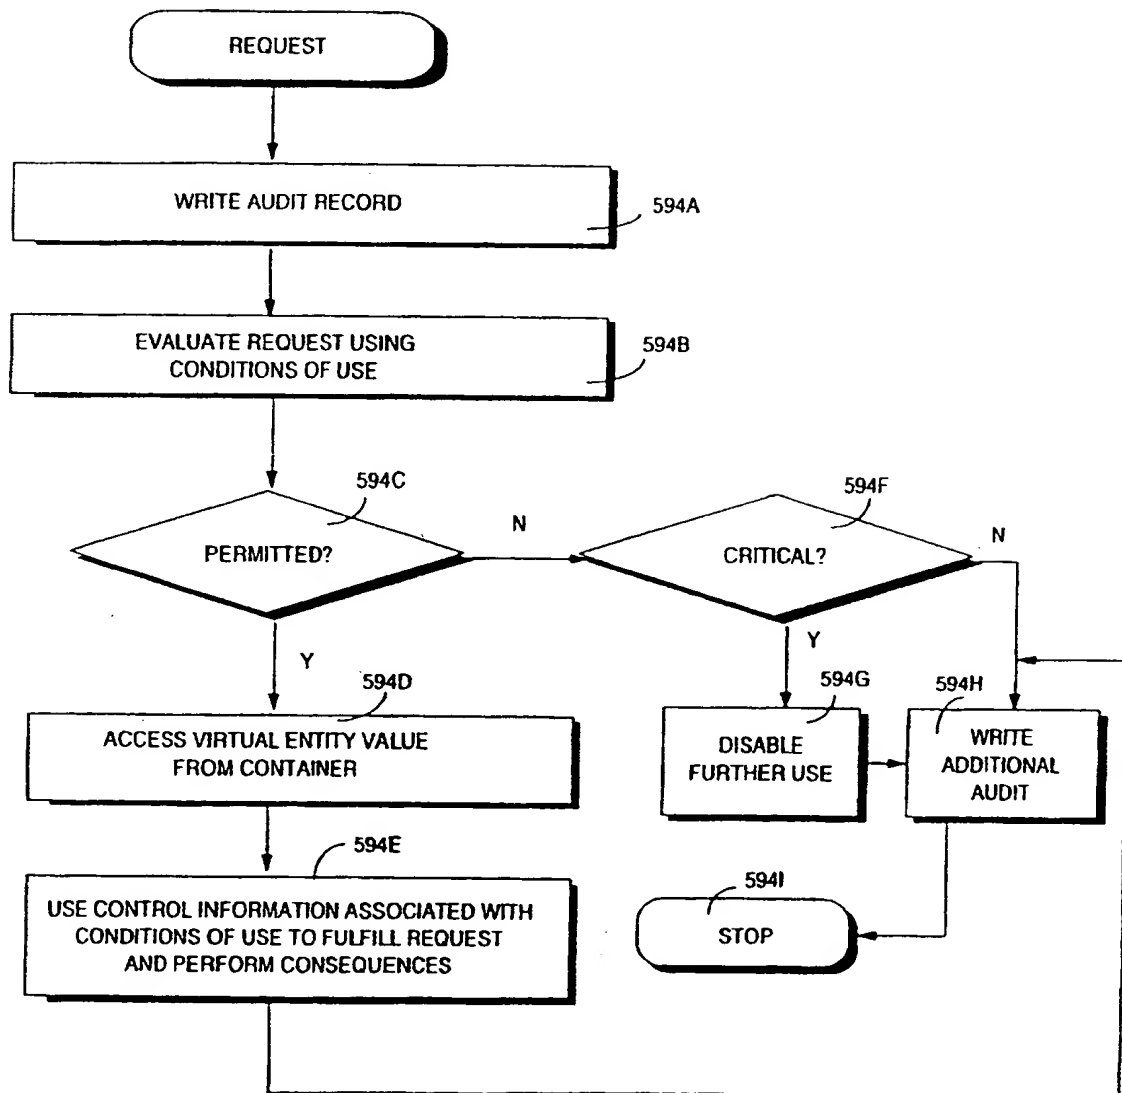 REQUEST
WRITE AUDIT RECORD
594A
EVALUATE REQUEST USING
CONDITIONS OF USE
594B
594C
PERMITTED?
N
594F
CRITICAL?
N
Y
Y
594D
ACCESS VIRTUAL ENTITY VALUE
FROM CONTAINER
594G
DISABLE
FURTHER USE
594H
WRITE
ADDITIONAL
AUDIT
594E
USE CONTROL INFORMATION ASSOCIATED WITH
CONDITIONS OF USE TO FULFILL REQUEST
AND PERFORM CONSEQUENCES
594I
STOP